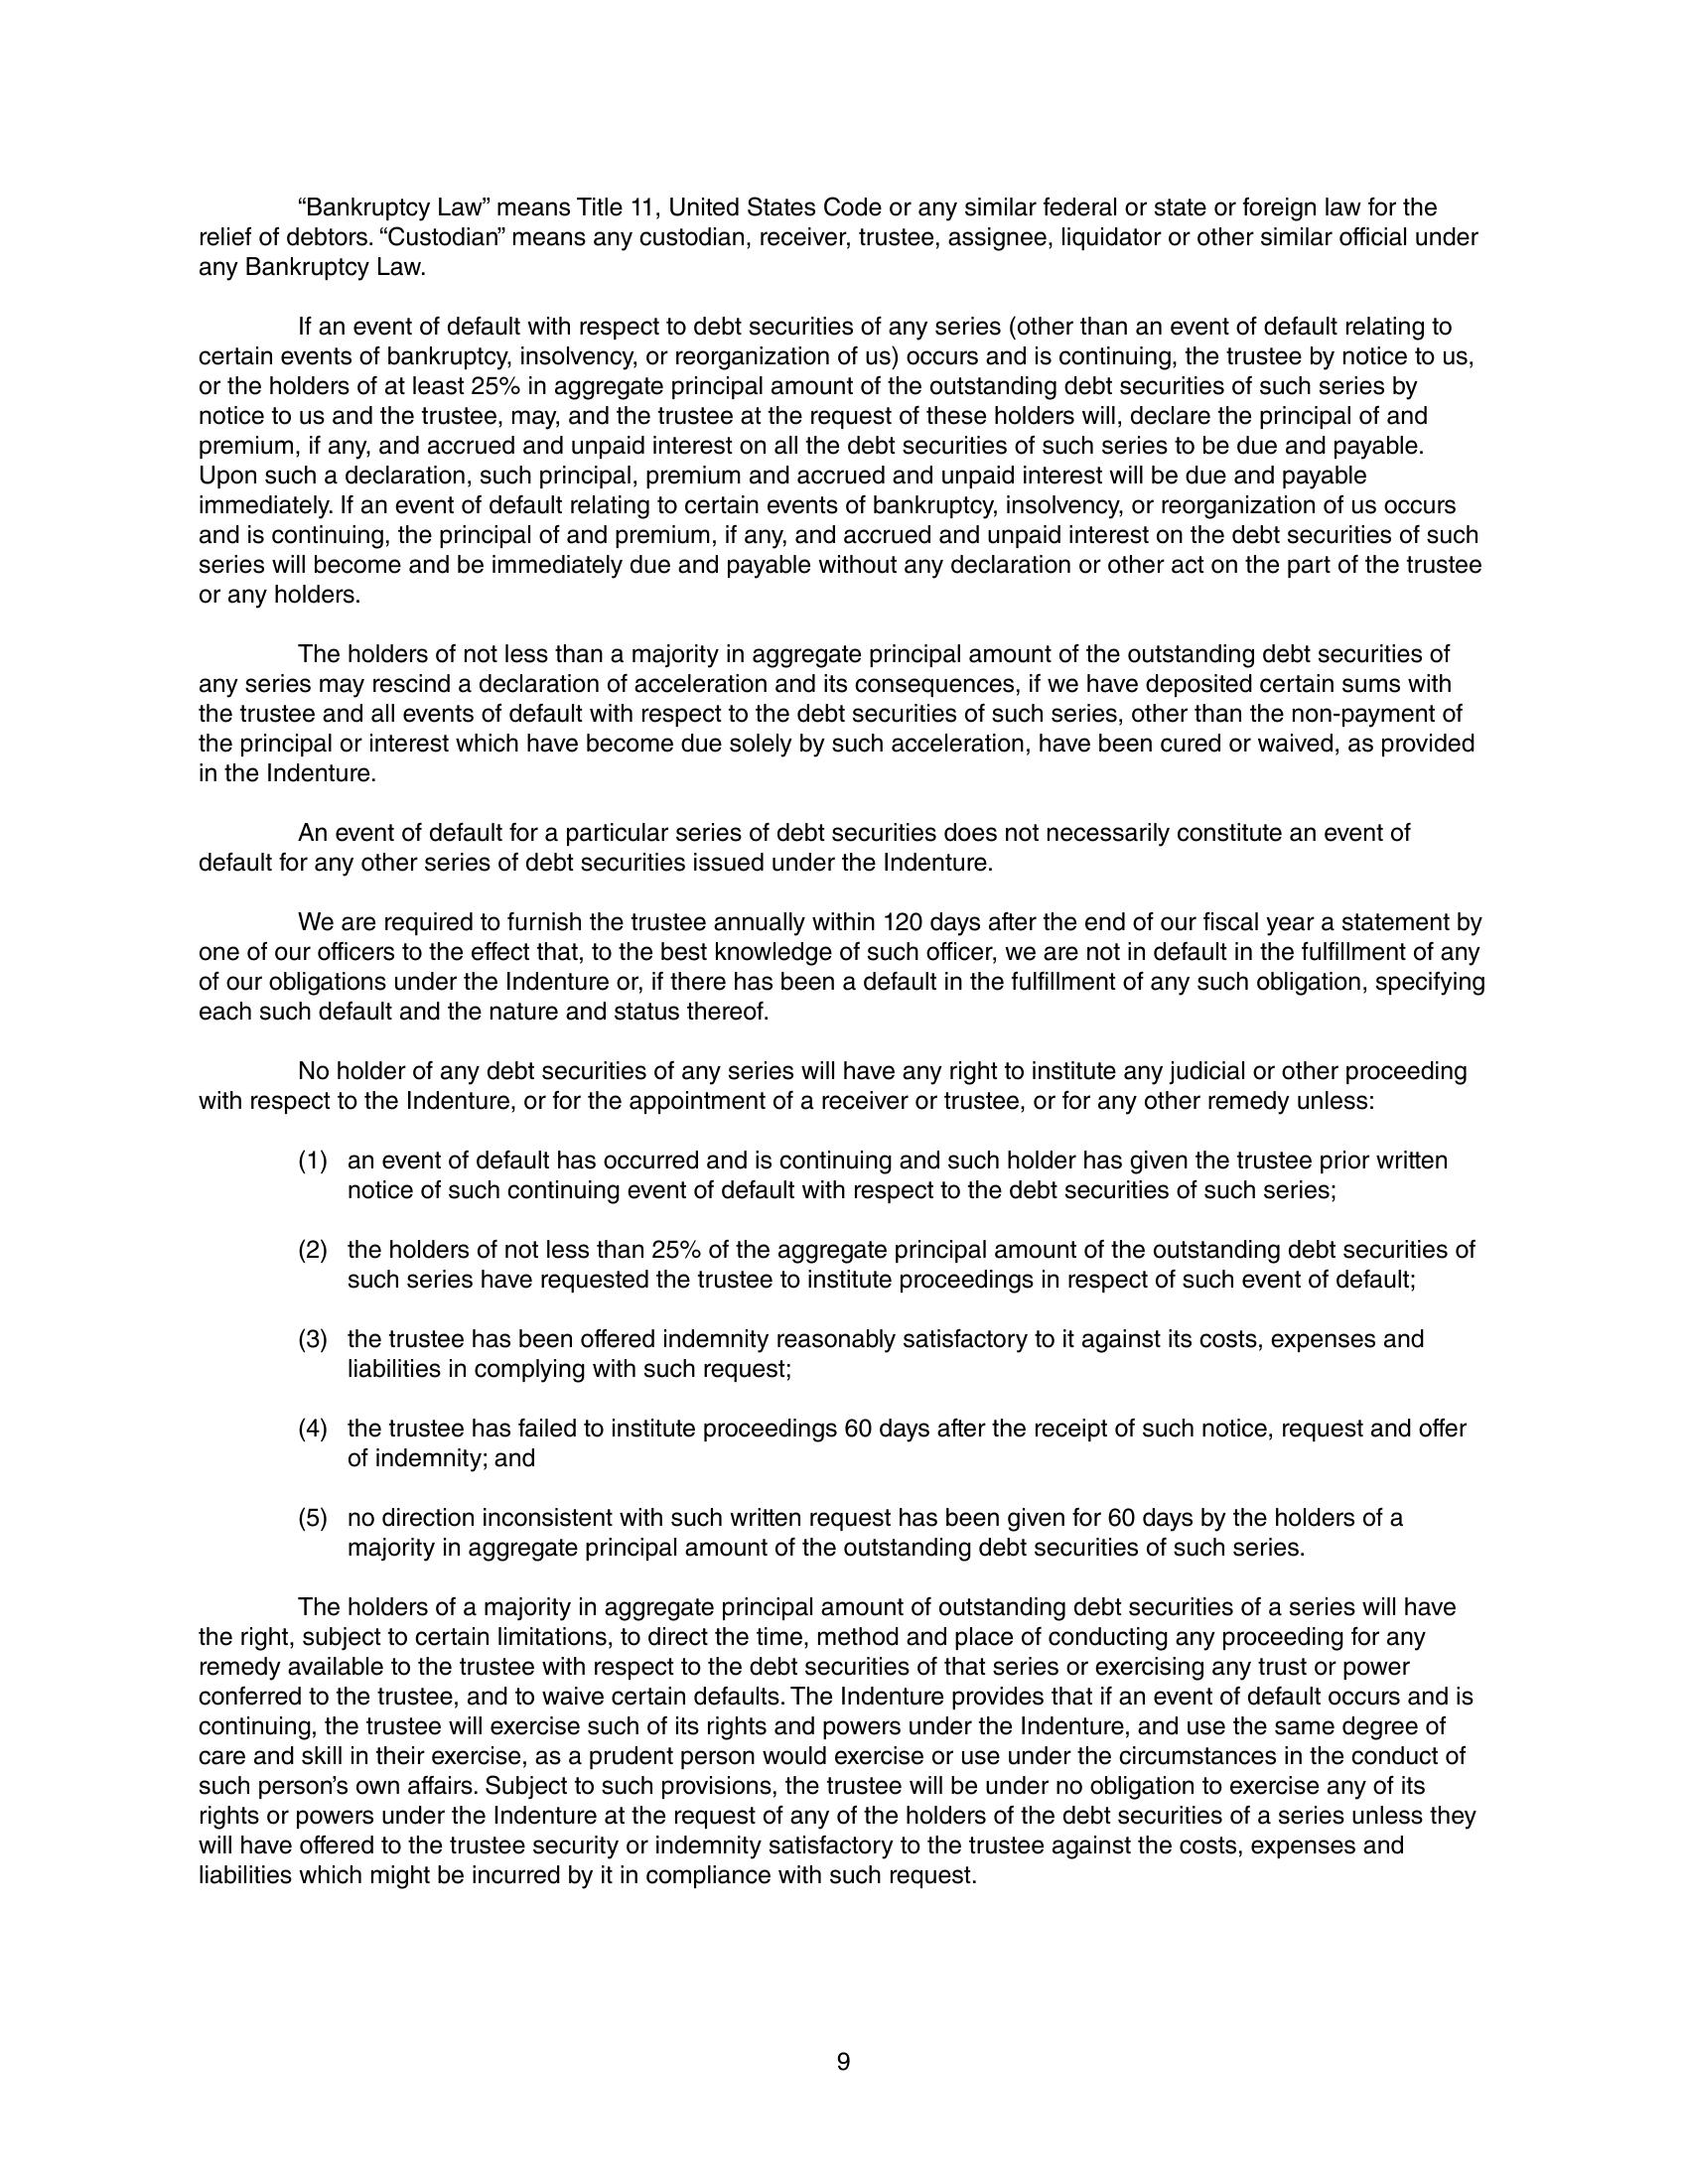 “Bankruptcy Law” means Title 11, United States Code or any similar federal or state or foreign law for the
relief of debtors. “Custodian” means any custodian, receiver, trustee, assignee, liquidator or other similar official under
any Bankruptcy Law.
If an event of default with respect to debt securities of any series (other than an event of default relating to
certain events of bankruptcy, insolvency, or reorganization of us) occurs and is continuing, the trustee by notice to us,
or the holders of at least 25% in aggregate principal amount of the outstanding debt securities of such series by
notice to us and the trustee, may, and the trustee at the request of these holders will, declare the principal of and
premium, if any, and accrued and unpaid interest on all the debt securities of such series to be due and payable.
Upon such a declaration, such principal, premium and accrued and unpaid interest will be due and payable
immediately. If an event of default relating to certain events of bankruptcy, insolvency, or reorganization of us occurs
and is continuing, the principal of and premium, if any, and accrued and unpaid interest on the debt securities of such
series will become and be immediately due and payable without any declaration or other act on the part of the trustee
or any holders.
The holders of not less than a majority in aggregate principal amount of the outstanding debt securities of
any series may rescind a declaration of acceleration and its consequences, if we have deposited certain sums with
the trustee and all events of default with respect to the debt securities of such series, other than the non-payment of
the principal or interest which have become due solely by such acceleration, have been cured or waived, as provided
in the Indenture.
An event of default for a particular series of debt securities does not necessarily constitute an event of
default for any other series of debt securities issued under the Indenture.
We are required to furnish the trustee annually within 120 days after the end of our fiscal year a statement by
one of our officers to the effect that, to the best knowledge of such officer, we are not in default in the fulfillment of any
of our obligations under the Indenture or, if there has been a default in the fulfillment of any such obligation, specifying
each such default and the nature and status thereof.
No holder of any debt securities of any series will have any right to institute any judicial or other proceeding
with respect to the Indenture, or for the appointment of a receiver or trustee, or for any other remedy unless:
(1) an event of default has occurred and is continuing and such holder has given the trustee prior written
notice of such continuing event of default with respect to the debt securities of such series;
(2) the holders of not less than 25% of the aggregate principal amount of the outstanding debt securities of
such series have requested the trustee to institute proceedings in respect of such event of default;
(3) the trustee has been offered indemnity reasonably satisfactory to it against its costs, expenses and
liabilities in complying with such request;
(4) the trustee has failed to institute proceedings 60 days after the receipt of such notice, request and offer
of indemnity; and
(5) no direction inconsistent with such written request has been given for 60 days by the holders of a
majority in aggregate principal amount of the outstanding debt securities of such series.
The holders of a majority in aggregate principal amount of outstanding debt securities of a series will have
the right, subject to certain limitations, to direct the time, method and place of conducting any proceeding for any
remedy available to the trustee with respect to the debt securities of that series or exercising any trust or power
conferred to the trustee, and to waive certain defaults. The Indenture provides that if an event of default occurs and is
continuing, the trustee will exercise such of its rights and powers under the Indenture, and use the same degree of
care and skill in their exercise, as a prudent person would exercise or use under the circumstances in the conduct of
such person’s own affairs. Subject to such provisions, the trustee will be under no obligation to exercise any of its
rights or powers under the Indenture at the request of any of the holders of the debt securities of a series unless they
will have offered to the trustee security or indemnity satisfactory to the trustee against the costs, expenses and
liabilities which might be incurred by it in compliance with such request.
9